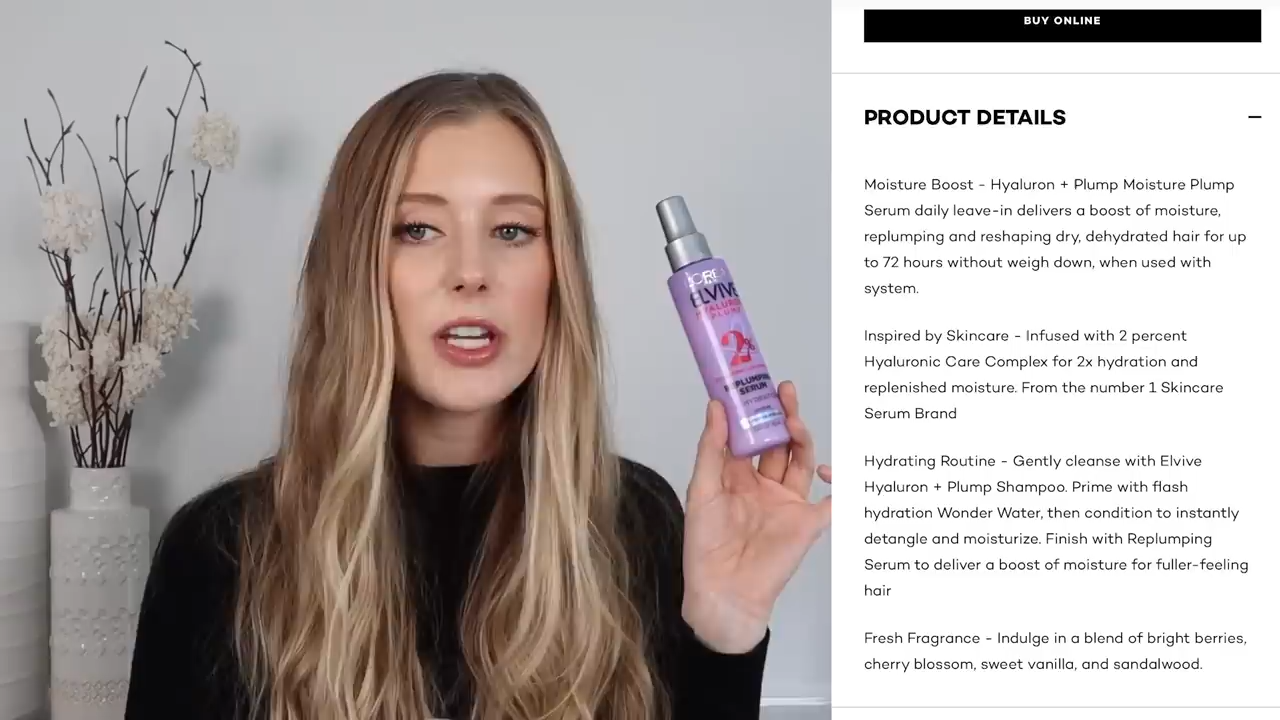 L'ORÉAL
ELVIVE
HYALURON
PLUMP
2%
REPLUMPING
SERUM
BUY ONLINE
PRODUCT DETAILS
Moisture Boost - Hyaluron + Plump Moisture Plump
Serum daily leave-in delivers a boost of moisture,
replumping and reshaping dry, dehydrated hair for up
to 72 hours without weigh down, when used with
system.
Inspired by Skincare - Infused with 2 percent
Hyaluronic Care Complex for 2x hydration and
replenished moisture. From the number 1 Skincare
Serum Brand
Hydrating Routine - Gently cleanse with Elvive
Hyaluron + Plump Shampoo. Prime with flash
hydration Wonder Water, then condition to instantly
detangle and moisturize. Finish with Replumping
Serum to deliver a boost of moisture for fuller-feeling
hair
Fresh Fragrance - Indulge in a blend of bright berries,
cherry blossom, sweet vanilla, and sandalwood.